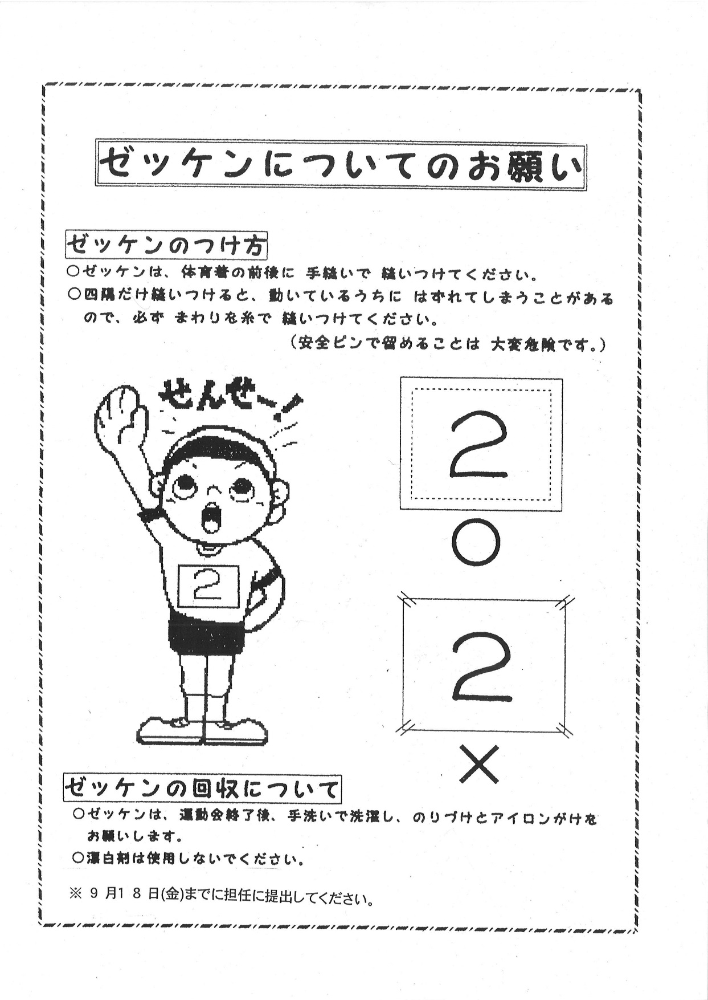 ゼッケンについてのお願い
ゼッケンのつけ方
○ゼッケンは、体育着の前後に 手縫いで 縫いつけてください。
○四隅だけ縫いつけると、動いているうちに はずれてしまうことがある
ので、必ず まわりを糸で 縫いつけてください。
(安全ピンで留めることは 大変危険です。)
せんせー!
2
2
○
2
×
ゼッケンの回収について
○ゼッケンは、運動会終了後、手洗いで洗濯し、のりづけとアイロンがけを
お願いします。
○漂白剤は使用しないでください。
※ 9 月1 8 日(金)までに担任に提出してください。